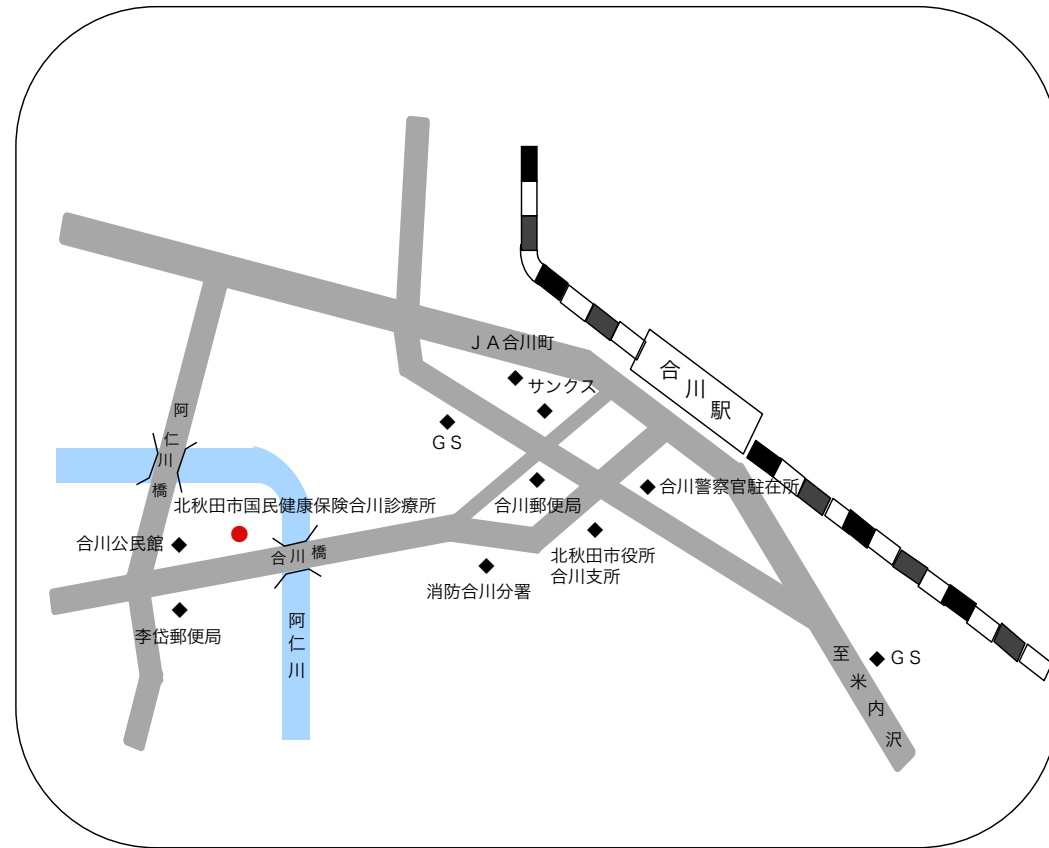 JA合川町
サンクス
GS
合川駅
阿仁川橋
北秋田市国民健康保険合川診療所
合川公民館
合川郵便局
合川警察官駐在所
合川橋
北秋田市役所
合川支所
消防合川分署
李岱郵便局
阿仁川
GS
至米内沢